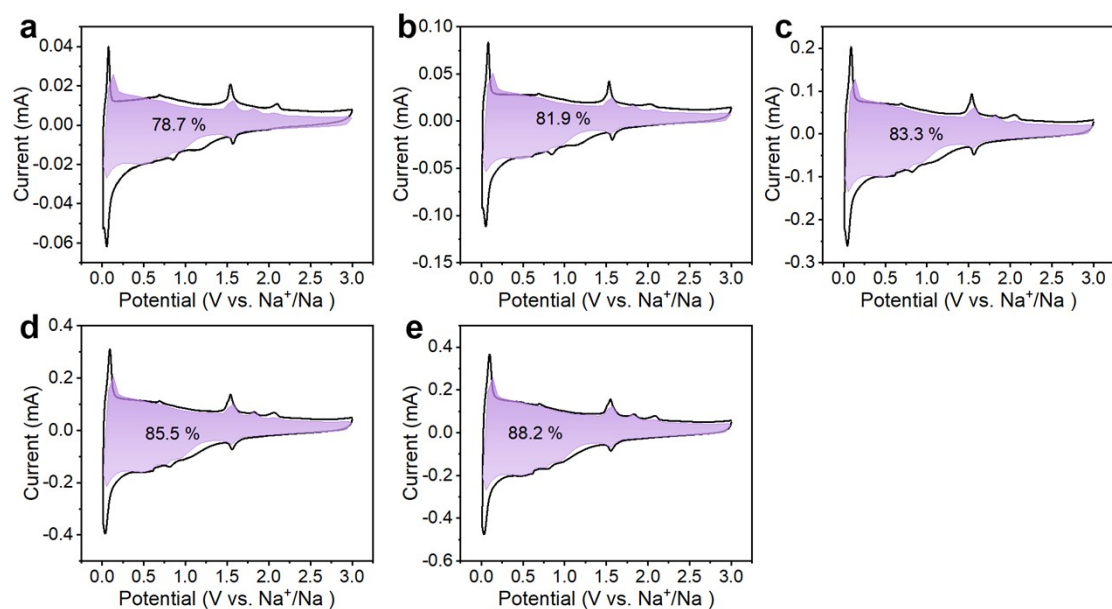 a
0.04
0.02
0.00
-0.02
-0.04
-0.06
Current (mA)
78.7 %
0.0 0.5 1.0 1.5 2.0 2.5 3.0
Potential (V vs. Na⁺/Na )
b
0.10
0.05
0.00
-0.05
-0.10
-0.15
Current (mA)
81.9 %
0.0 0.5 1.0 1.5 2.0 2.5 3.0
Potential (V vs. Na⁺/Na )
c
0.2
0.1
0.0
-0.1
-0.2
-0.3
Current (mA)
83.3 %
0.0 0.5 1.0 1.5 2.0 2.5 3.0
Potential (V vs. Na⁺/Na )
d
0.4
0.2
0.0
-0.2
-0.4
Current (mA)
85.5 %
0.0 0.5 1.0 1.5 2.0 2.5 3.0
Potential (V vs. Na⁺/Na )
e
0.4
0.2
0.0
-0.2
-0.4
-0.6
Current (mA)
88.2 %
0.0 0.5 1.0 1.5 2.0 2.5 3.0
Potential (V vs. Na⁺/Na )